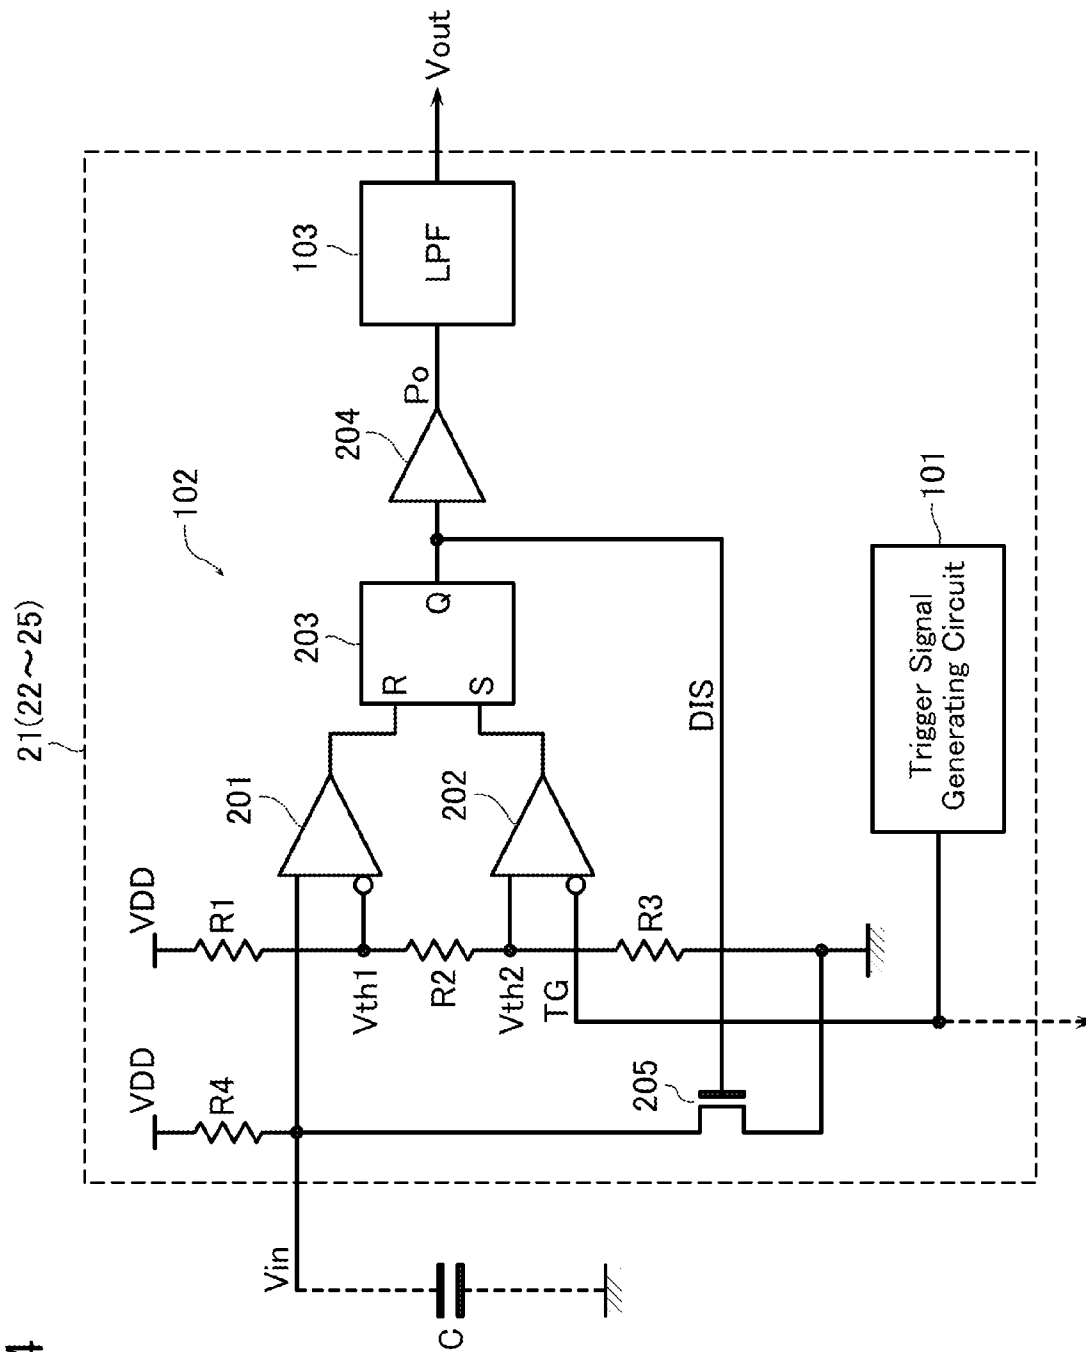 21(22～25)
102
VDD
R4
VDD
R1
Vin
C
Vth1
R2
Vth2
TG
R3
201
202
203
R
S
Q
204
Po
103
LPF
Vout
205
DIS
101
Trigger Signal
Generating Circuit